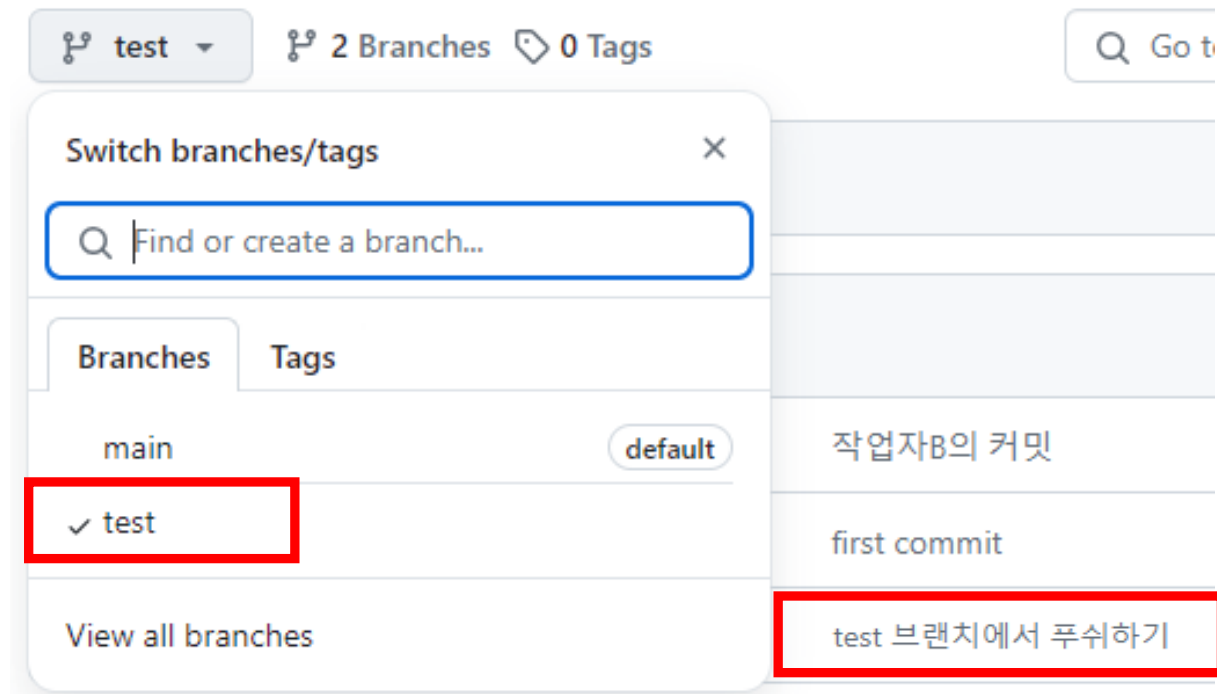 test 2 Branches 0 Tags Go t
Switch branches/tags
Find or create a branch...
Branches Tags
main default 작업자B의 커밋
test
first commit
View all branches test 브랜치에서 푸쉬하기